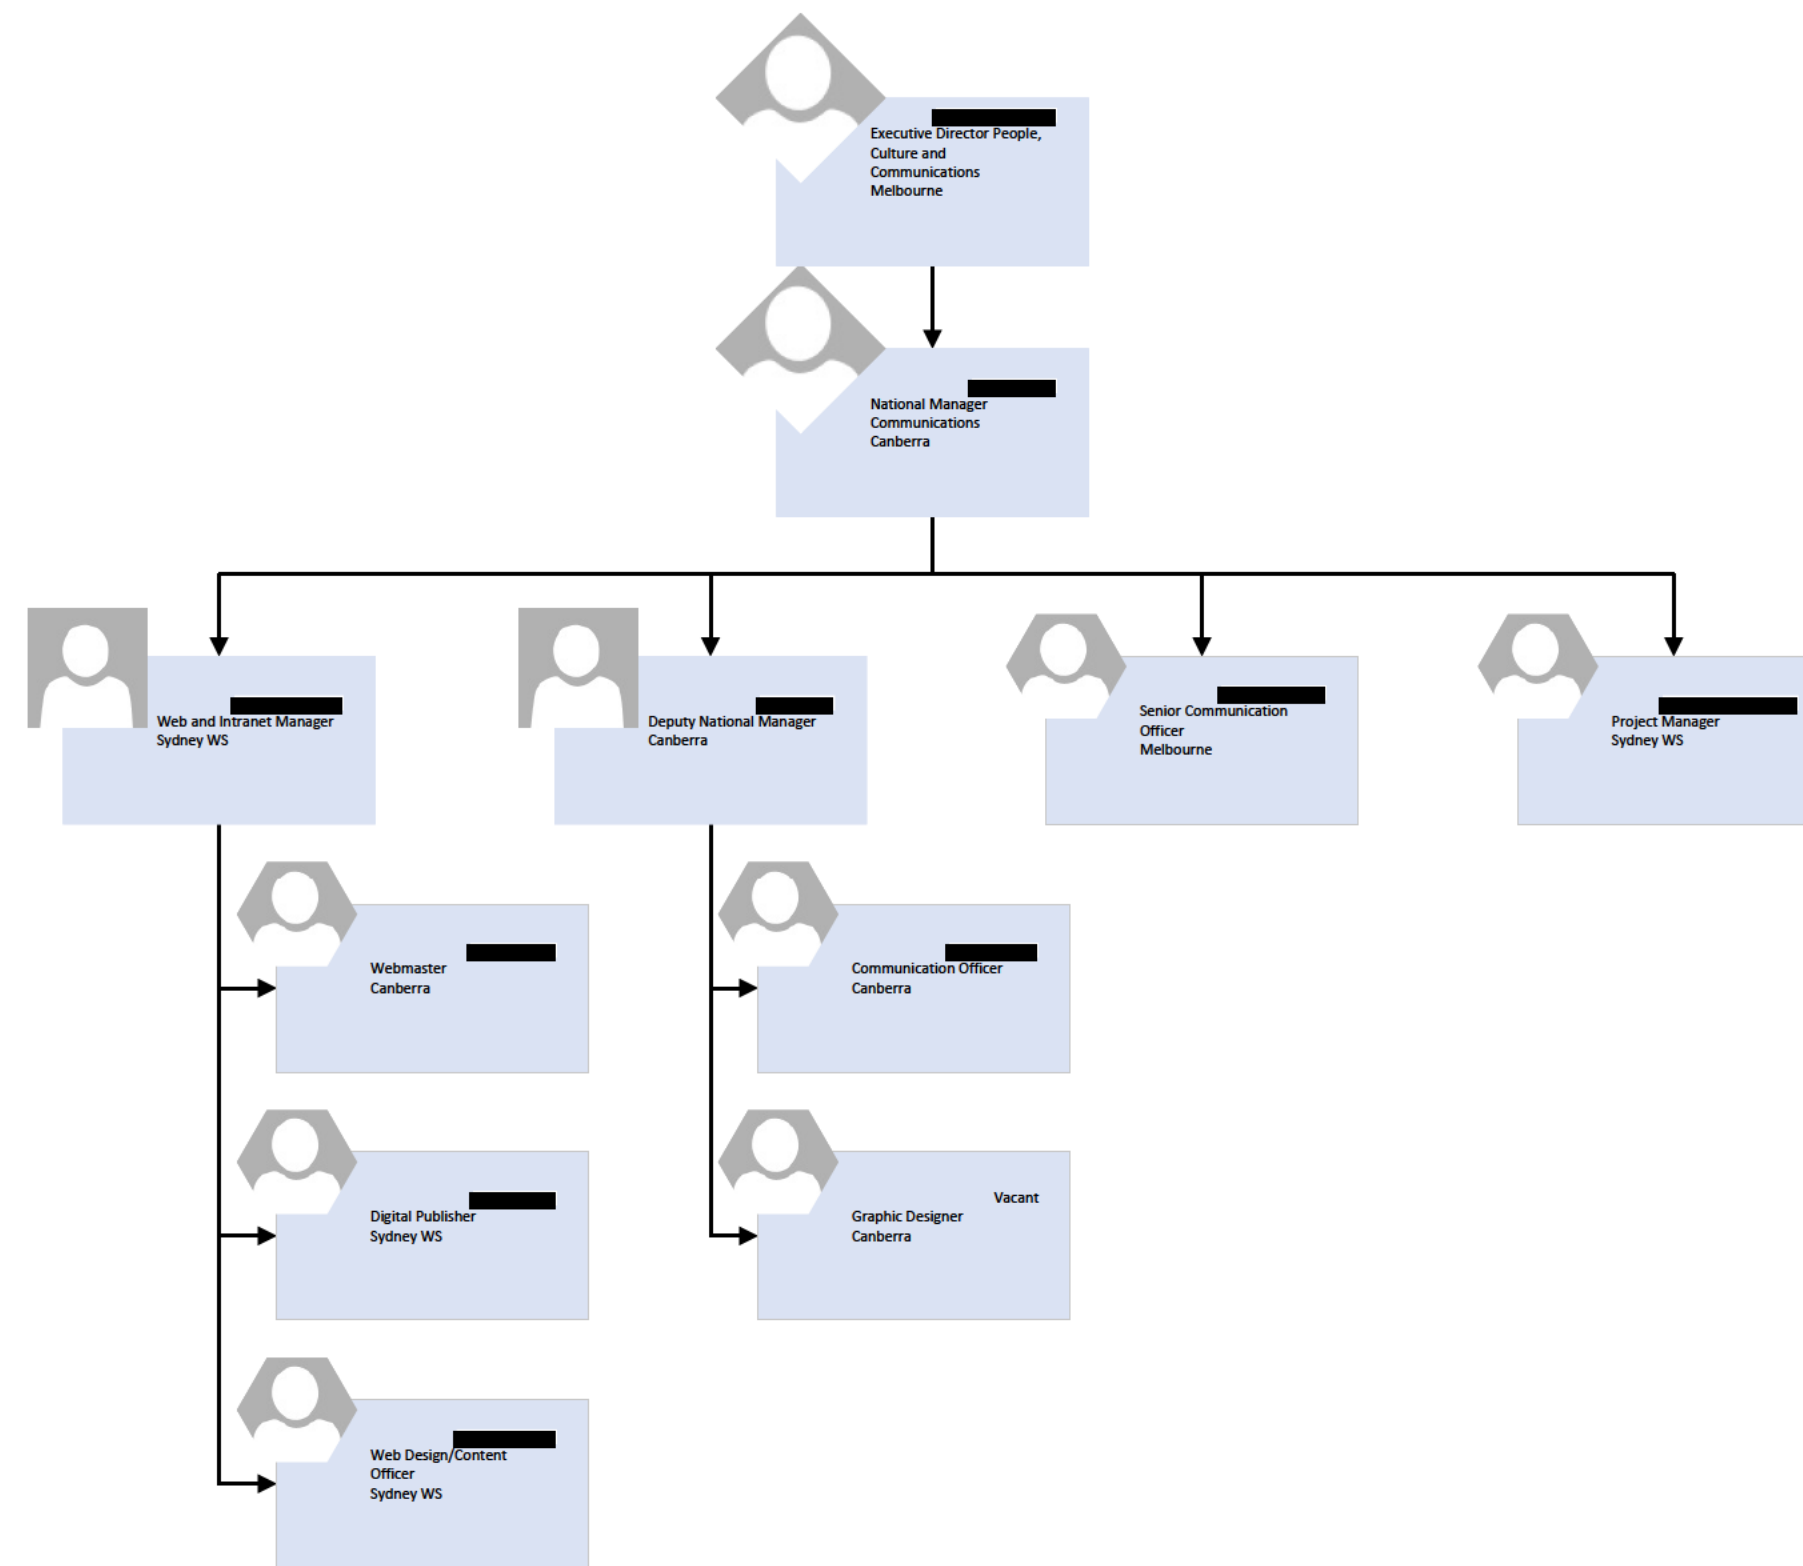 Executive Director People,
Culture and
Communications
Melbourne
National Manager
Communications
Canberra
Web and Intranet Manager
Sydney WS
Deputy National Manager
Canberra
Senior Communication
Officer
Melbourne
Project Manager
Sydney WS
Webmaster
Canberra
Communication Officer
Canberra
Digital Publisher
Sydney WS
Vacant
Graphic Designer
Canberra
Web Design/Content
Officer
Sydney WS